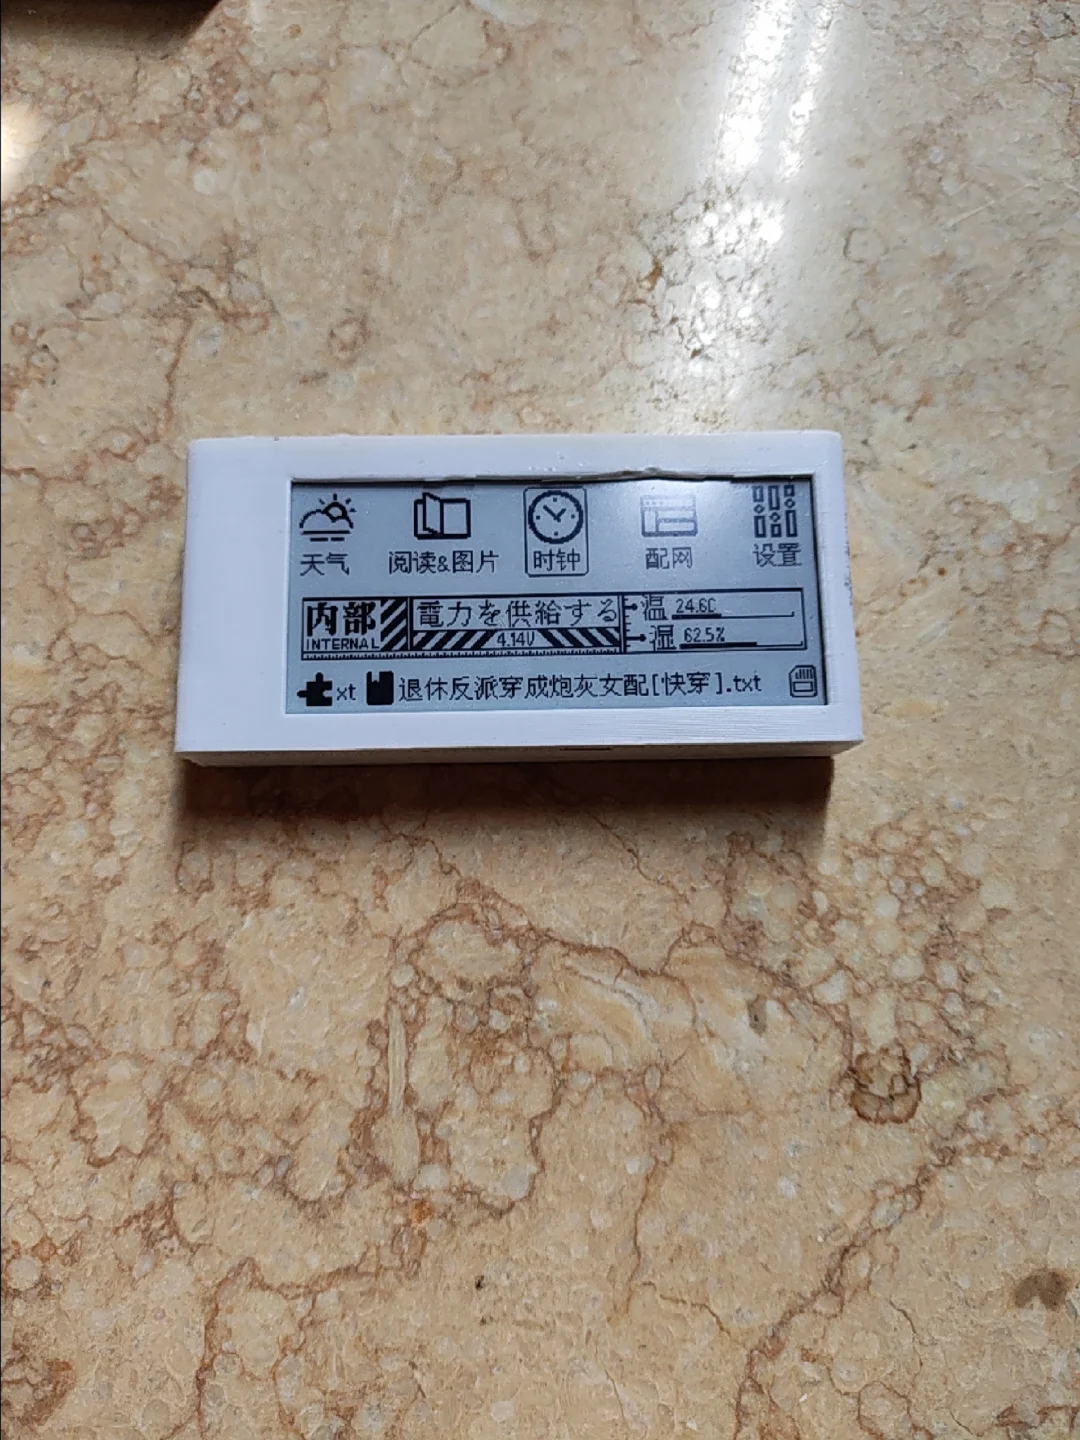 天气 阅读&图片 时钟 配网 设置
内部 電力を供給する 温 24.6C
INTERNAL 4.14V 湿 62.5%
xt 退休反派穿成炮灰女配[快穿].txt